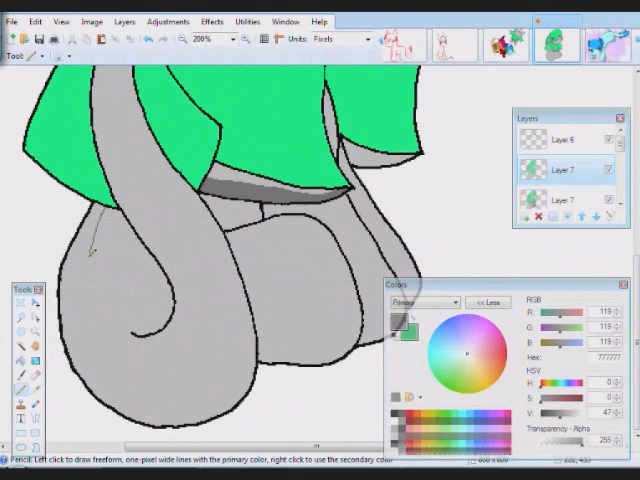 File Edit View Image Layers Adjustments Effects Utilities Window Help
200% Units: Pixels
Tool:
Layers
Layer 6
Layer 7
Layer 7
Tools
Colors
Primary << Less
RGB
R: 119
G: 119
B: 119
Hex: 777777
HSV
H: 0
S: 0
V: 47
Transparency - Alpha
255
Pencil: Left click to draw freeform, one-pixel wide lines with the primary color, right click to use the secondary color